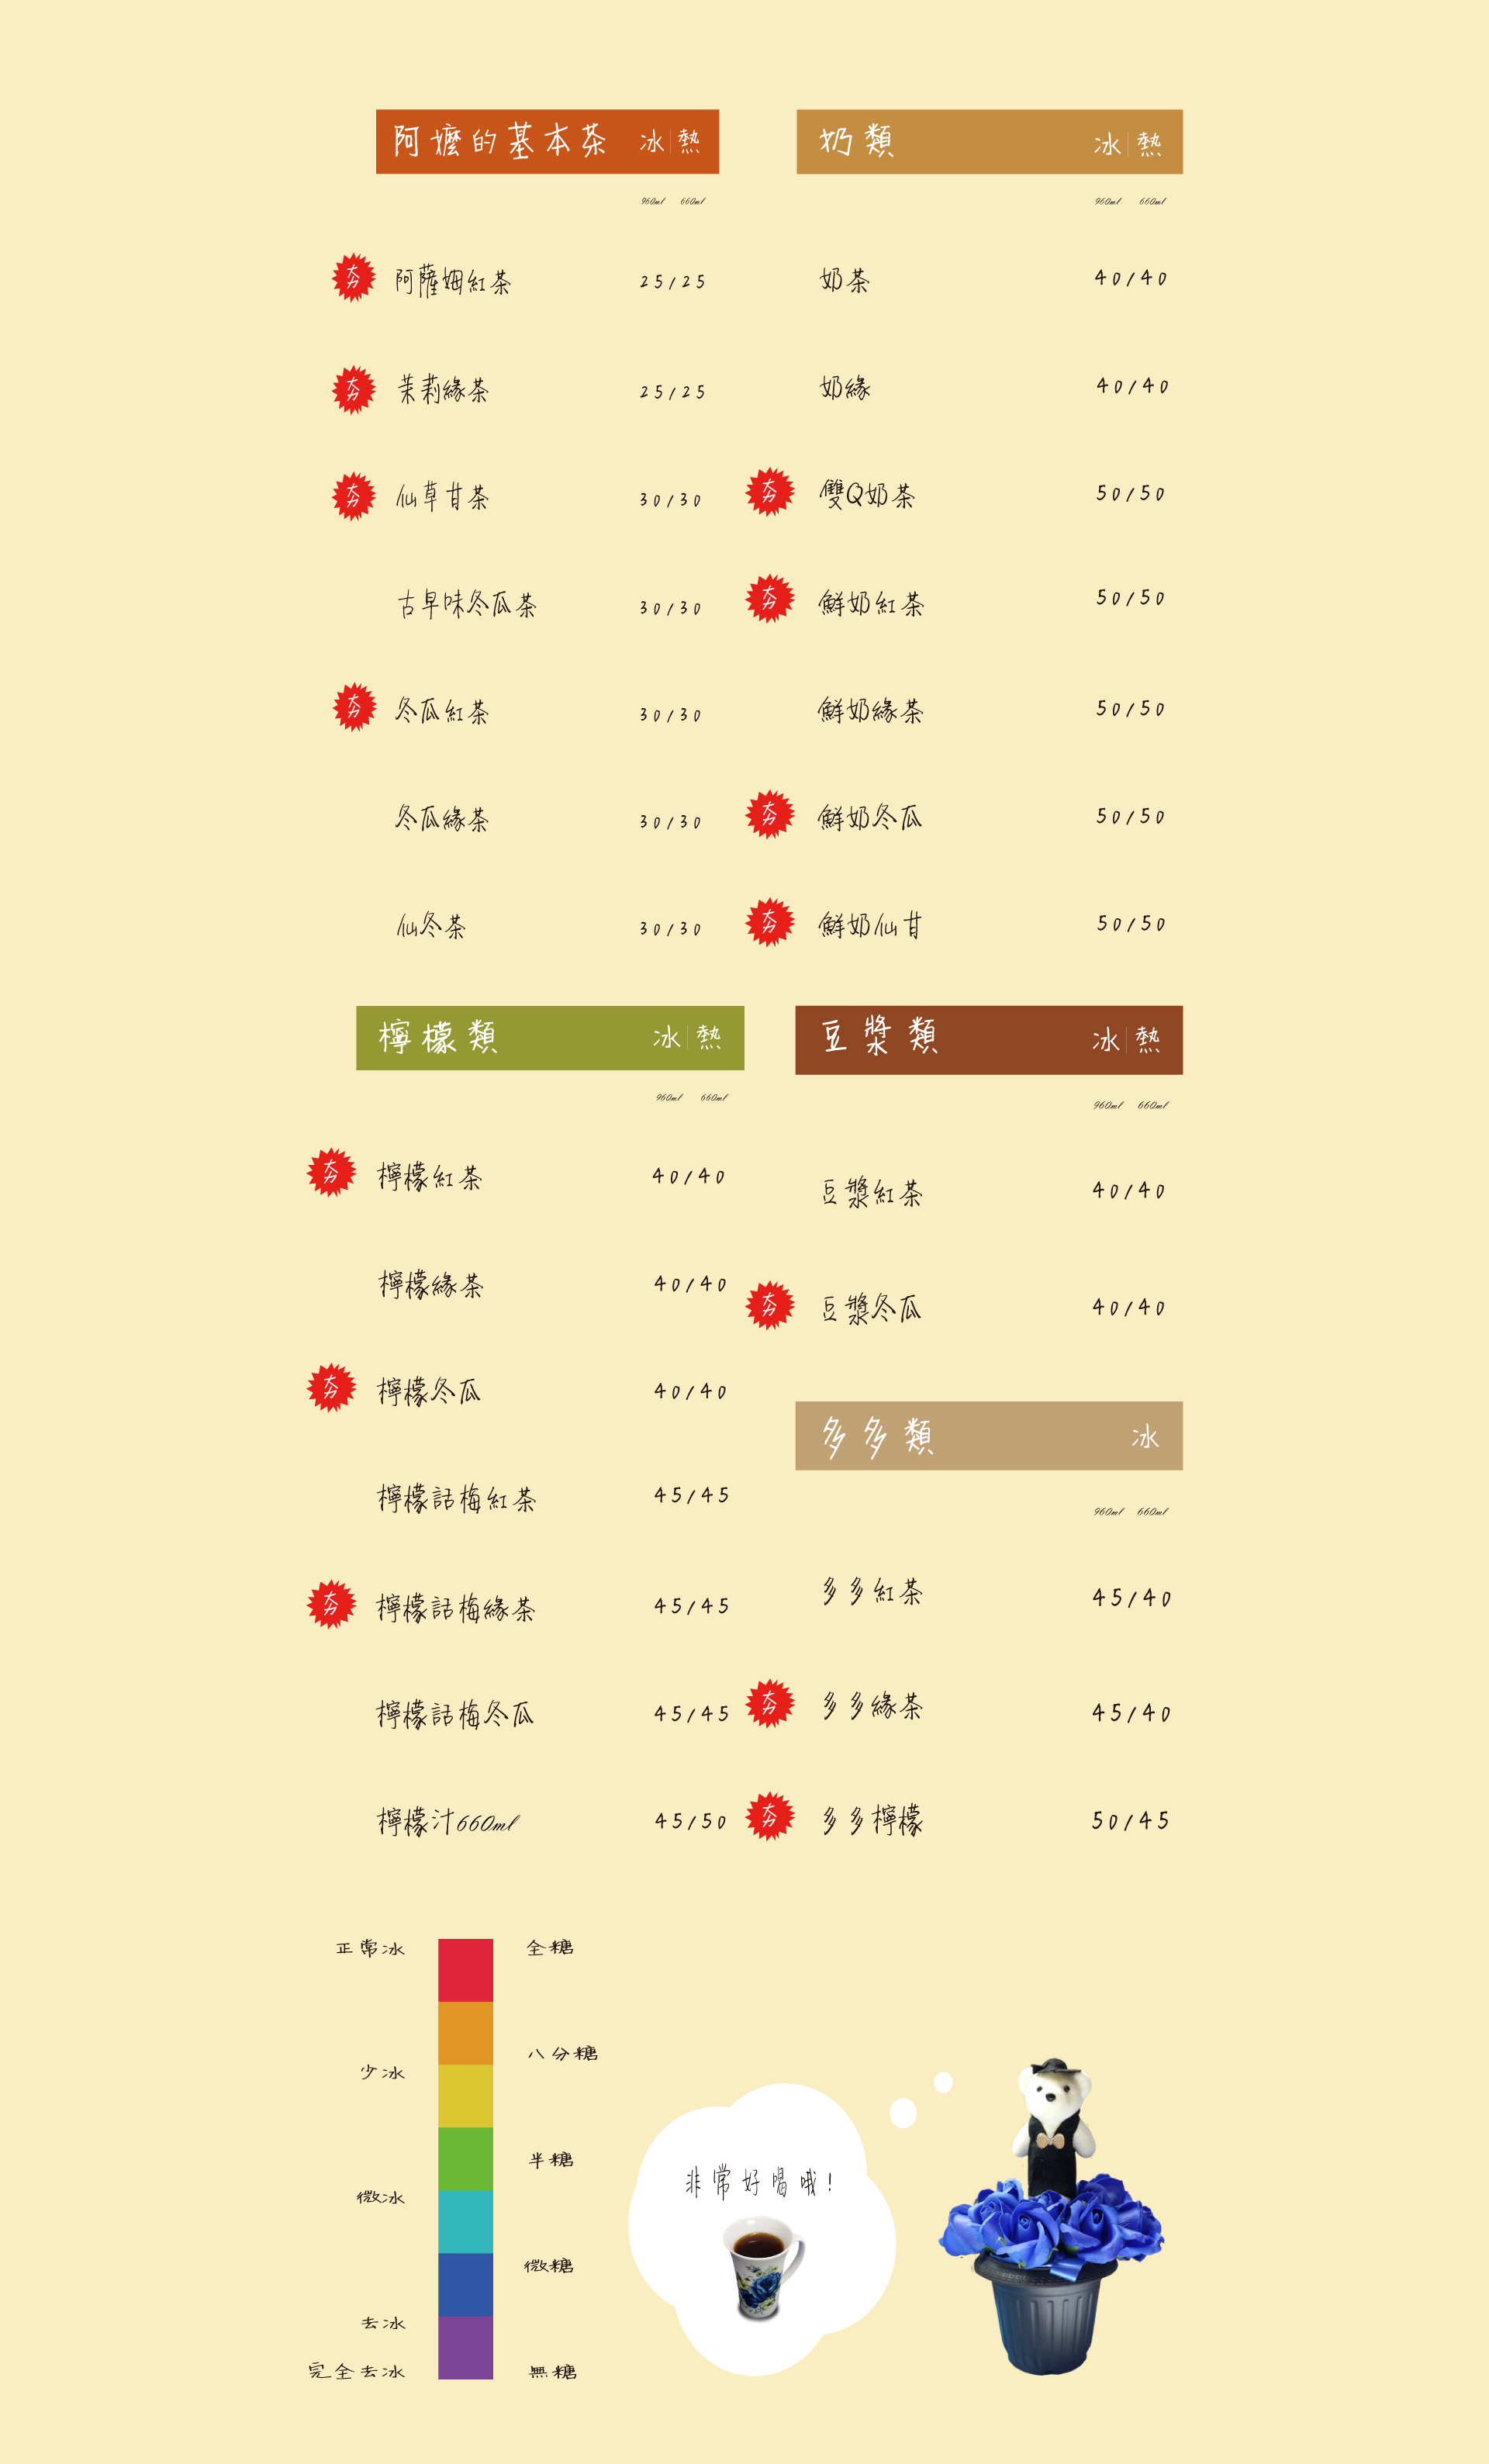 阿嬤的基本茶 冰|熱
960ml 660ml
夯 阿薩姆紅茶 25/25
夯 茉莉緣茶 25/25
夯 仙草甘茶 30/30
古早味冬瓜茶 30/30
夯 冬瓜紅茶 30/30
冬瓜緣茶 30/30
仙冬茶 30/30
奶類 冰|熱
960ml 660ml
奶茶 40/40
奶緣 40/40
夯 雙Q奶茶 50/50
夯 鮮奶紅茶 50/50
鮮奶緣茶 50/50
夯 鮮奶冬瓜 50/50
夯 鮮奶仙甘 50/50
檸檬類 冰|熱
960ml 660ml
夯 檸檬紅茶 40/40
檸檬緣茶 40/40
夯 檸檬冬瓜 40/40
檸檬話梅紅茶 45/45
夯 檸檬話梅緣茶 45/45
檸檬話梅冬瓜 45/45
檸檬汁660ml 45/50
豆漿類 冰|熱
960ml 660ml
豆漿紅茶 40/40
夯 豆漿冬瓜 40/40
多多類 冰
960ml 660ml
多多紅茶 45/40
夯 多多緣茶 45/40
夯 多多檸檬 50/45
正常冰 全糖
八分糖
少冰
半糖
微冰
微糖
去冰
完全去冰 無糖
非常好喝哦!